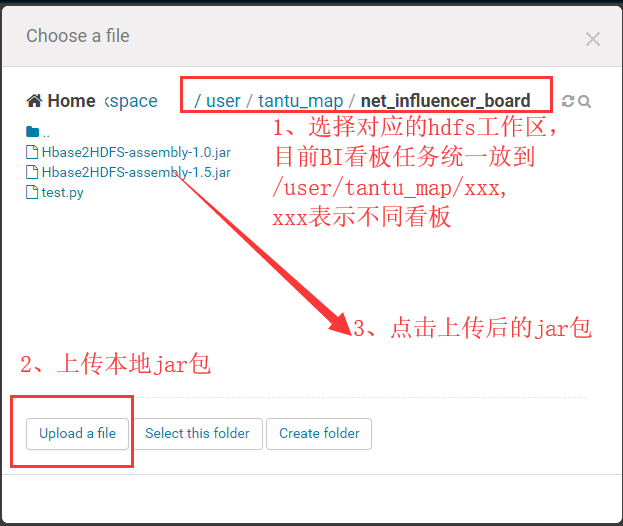 Choose a file
Home kspace / user / tantu_map / net_influencer_board
..
Hbase2HDFS-assembly-1.0.jar
Hbase2HDFS-assembly-1.5.jar
test.py
1、选择对应的hdfs工作区，
目前BI看板任务统一放到
/user/tantu_map/xxx,
xxx表示不同看板
3、点击上传后的jar包
2、上传本地jar包
Upload a file Select this folder Create folder